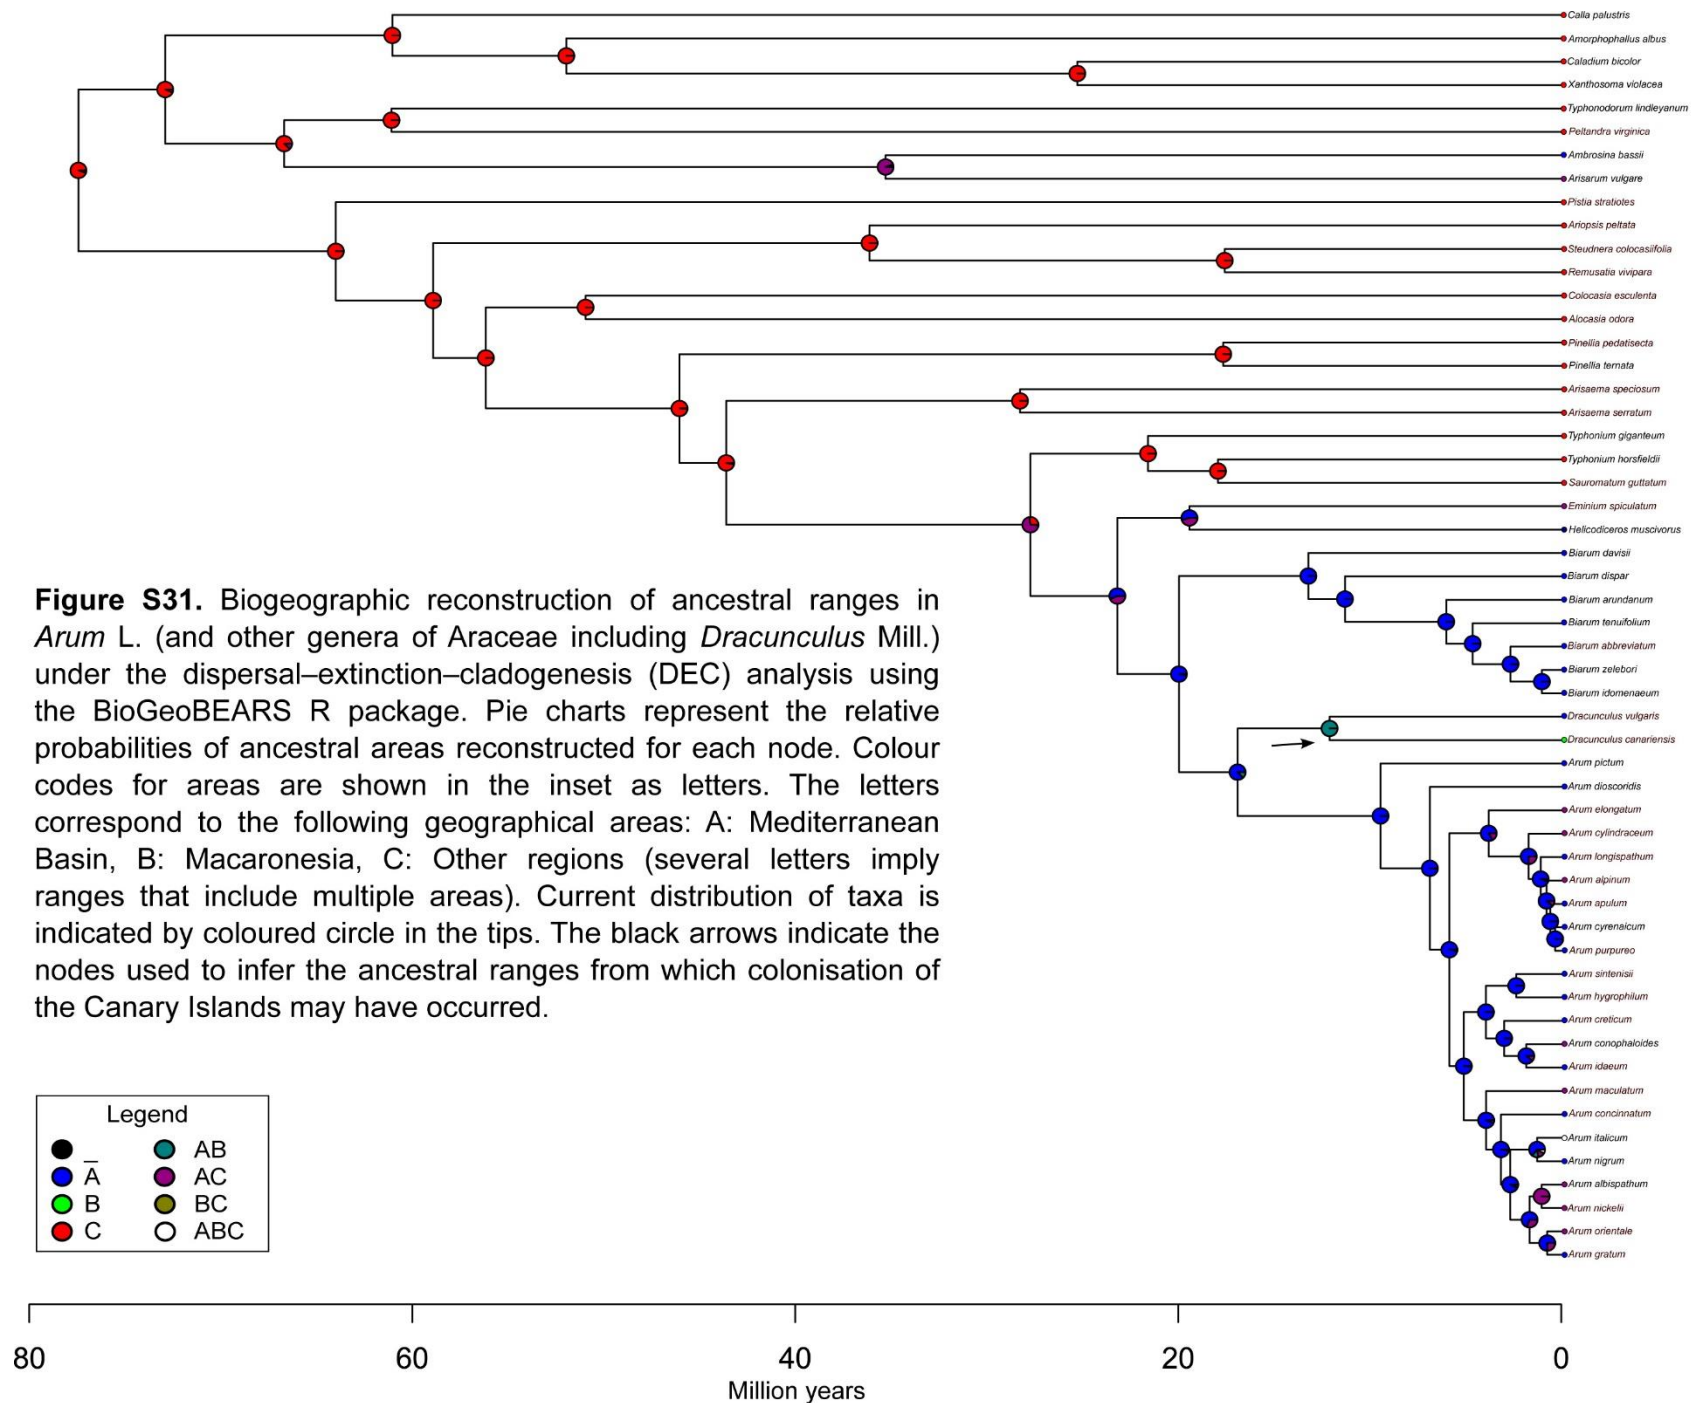 Calla palustris
Amorphophallus albus
Caladium bicolor
Xanthosoma violacea
Typhonodorum lindleyanum
Peltandra virginica
Ambrosina bassii
Arisarum vulgare
Pistia stratiotes
Ariopsis peltata
Steudnera colocasiifolia
Remusatia vivipara
Colocasia esculenta
Alocasia odora
Pinellia pedatisecta
Pinellia ternata
Arisaema speciosum
Arisaema serratum
Typhonium giganteum
Typhonium horsfieldii
Sauromatum guttatum
Eminium spiculatum
Helicodiceros muscivorus
Biarum davisii
Biarum dispar
Biarum arundanum
Biarum tenuifolium
Biarum abbreviatum
Biarum zelebori
Biarum idomenaeum
Dracunculus vulgaris
Dracunculus canariensis
Arum pictum
Arum dioscoridis
Arum elongatum
Arum cylindraceum
Arum longispathum
Arum alpinum
Arum apulum
Arum cyrenaicum
Arum purpureo
Arum sintenisii
Arum hygrophilum
Arum creticum
Arum conophaloides
Arum idaeum
Arum maculatum
Arum concinnatum
Arum italicum
Arum nigrum
Arum albispathum
Arum nickelii
Arum orientale
Arum gratum
Figure S31. Biogeographic reconstruction of ancestral ranges in
Arum L. (and other genera of Araceae including Dracunculus Mill.)
under the dispersal–extinction–cladogenesis (DEC) analysis using
the BioGeoBEARS R package. Pie charts represent the relative
probabilities of ancestral areas reconstructed for each node. Colour
codes for areas are shown in the inset as letters. The letters
correspond to the following geographical areas: A: Mediterranean
Basin, B: Macaronesia, C: Other regions (several letters imply
ranges that include multiple areas). Current distribution of taxa is
indicated by coloured circle in the tips. The black arrows indicate the
nodes used to infer the ancestral ranges from which colonisation of
the Canary Islands may have occurred.
Legend
_ AB
A AC
B BC
C ABC
80 60 40 20 0
Million years